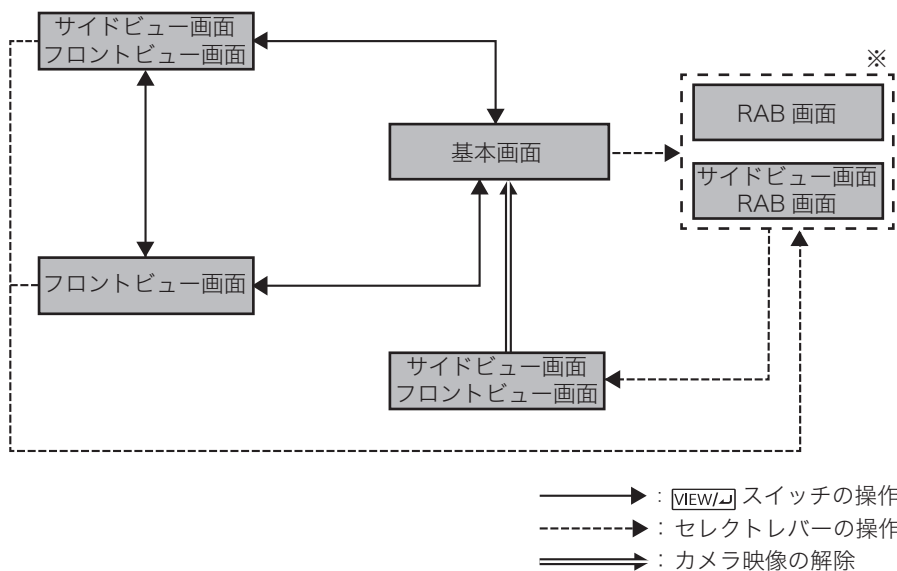 サイドビュー画面
フロントビュー画面
※
RAB 画面
基本画面
サイドビュー画面
RAB 画面
フロントビュー画面
サイドビュー画面
フロントビュー画面
：VIEW/⮠ スイッチの操作
：セレクトレバーの操作
：カメラ映像の解除